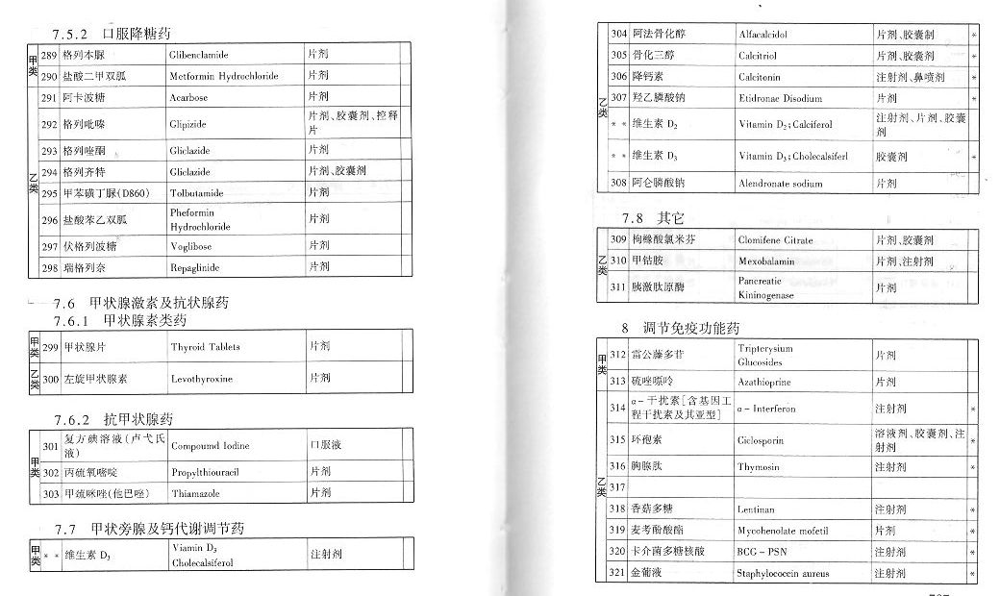 7.5.2 口服降糖药
甲类
289 格列本脲 Glibenclamide 片剂
290 盐酸二甲双胍 Metformin Hydrochloride 片剂
乙类
291 阿卡波糖 Acarbose 片剂
292 格列吡嗪 Glipizide 片剂、胶囊剂、控释
片
293 格列喹酮 Gliclazide 片剂
294 格列齐特 Gliclazide 片剂、胶囊剂
295 甲苯磺丁脲(D860) Tolbutamide 片剂
296 盐酸苯乙双胍 Pheformin
Hydrochloride 片剂
297 伏格列波糖 Voglibose 片剂
298 瑞格列奈 Repaglinide 片剂
7.6 甲状腺激素及抗状腺药
7.6.1 甲状腺素类药
甲类
299 甲状腺片 Thyroid Tablets 片剂
乙类
300 左旋甲状腺素 Levothyroxine 片剂
7.6.2 抗甲状腺药
甲类
301 复方碘溶液(卢弋氏
液) Compoumd Iodine 口服液
302 丙硫氧嘧啶 Propylthiouracil 片剂
303 甲巯咪唑(他巴唑) Thiamazole 片剂
7.7 甲状旁腺及钙代谢调节药
甲类
* * 维生素 D₃ Viamin D₃
Cholecalsiferol 注射剂
乙类
304 阿法骨化醇 Alfacalcidol 片剂、胶囊制 *
305 骨化三醇 Calcitriol 片剂、胶囊剂 *
306 降钙素 Calcitonin 注射剂、鼻喷剂 *
307 羟乙膦酸钠 Etidronae Disodium 片剂 *
* * 维生素 D₂ Vitamin D₂;Calciferol 注射剂、片剂、胶囊
剂
* * 维生素 D₃ Vitamin D₃;Cholecalsiferl 胶囊剂 *
308 阿仑膦酸钠 Alendronate sodium 片剂
7.8 其它
乙类
309 枸橼酸氯米芬 Clomifene Citrate 片剂、胶囊剂
310 甲钴胺 Mexobalamin 片剂、注射剂
311 胰激肽原酶 Pancreatic
Kininogenase 片剂
8 调节免疫功能药
甲类
312 雷公藤多苷 Tripterysium
Glucosides 片剂
313 硫唑嘌呤 Azathioprine 片剂
乙类
314 α-干扰素[含基因工
程干扰素及其亚型] α-Interferon 注射剂 *
315 环孢素 Ciclosporin 溶液剂、胶囊剂、注
射剂 *
316 胸腺肽 Thymosin 注射剂 *
317
318 香菇多糖 Lentinan 注射剂 *
319 麦考酚酸酯 Mycohenolate mofetil 片剂 *
320 卡介菌多糖核酸 BCG-PSN 注射剂 *
321 金葡液 Staphylococcin aureus 注射剂 *